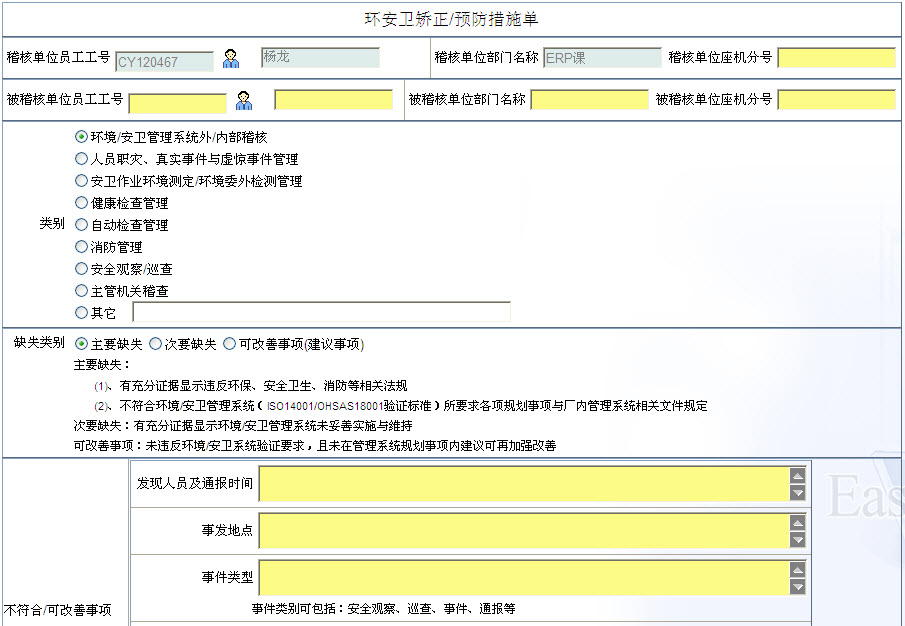 环安卫矫正/预防措施单
稽核单位员工工号 CY120467 杨龙 稽核单位部门名称 ERP课 稽核单位座机分号
被稽核单位员工工号 被稽核单位部门名称 被稽核单位座机分号
环境/安卫管理系统外/内部稽核
人员职灾、真实事件与虚惊事件管理
安卫作业环境测定/环境委外检测管理
健康检查管理
类别 自动检查管理
消防管理
安全观察/巡查
主管机关稽查
其它
缺失类别 主要缺失 次要缺失 可改善事项(建议事项)
主要缺失：
(1)、有充分证据显示违反环保、安全卫生、消防等相关法规
(2)、不符合环境/安卫管理系统（ISO14001/OHSAS18001验证标准）所要求各项规划事项与厂内管理系统相关文件规定
次要缺失：有充分证据显示环境/安卫管理系统未妥善实施与维持
可改善事项：未违反环境/安卫系统验证要求，且未在管理系统规划事项内建议可再加强改善
发现人员及通报时间
Eas
事发地点
事件类型
不符合/可改善事项 事件类别可包括：安全观察、巡查、事件、通报等